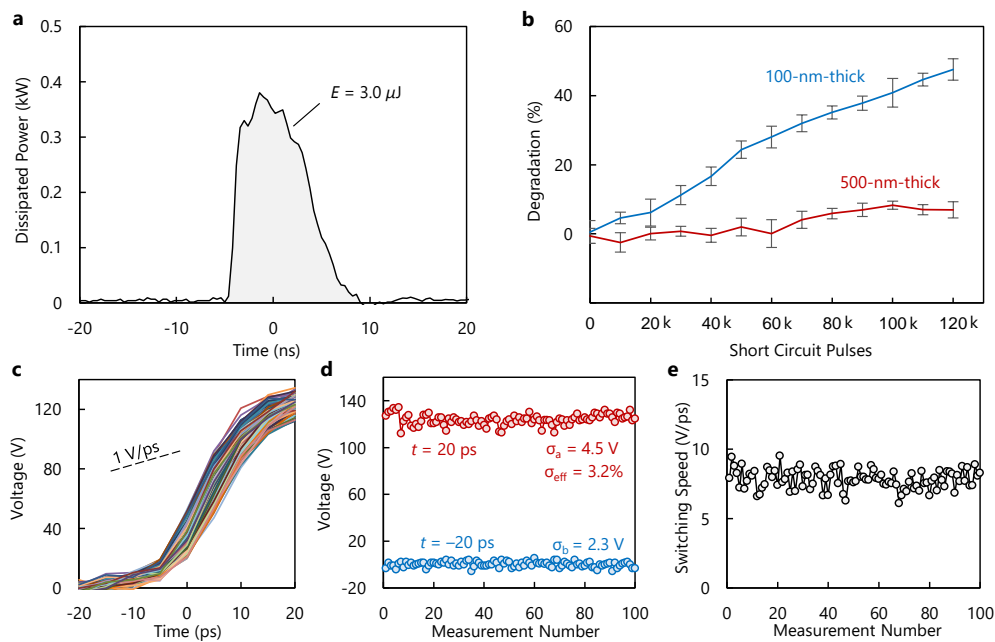 a
Dissipated Power (kW)
0.5
0.4
0.3
0.2
0.1
0
E = 3.0 μJ
-20
-10
0
10
20
Time (ns)
b
Degradation (%)
60
40
20
0
100-nm-thick
500-nm-thick
0
20 k
40 k
60 k
80 k
100 k
120k
Short Circuit Pulses
c
Voltage (V)
120
80
40
0
1 V/ps
-20
-10
0
10
20
Time (ps)
d
Voltage (V)
140
100
60
20
-20
t = 20 ps
σa = 4.5 V
σeff = 3.2%
t = –20 ps
σb = 2.3 V
0
20
40
60
80
100
Measurement Number
e
Switching Speed (V/ps)
15
10
5
0
0
20
40
60
80
100
Measurement Number